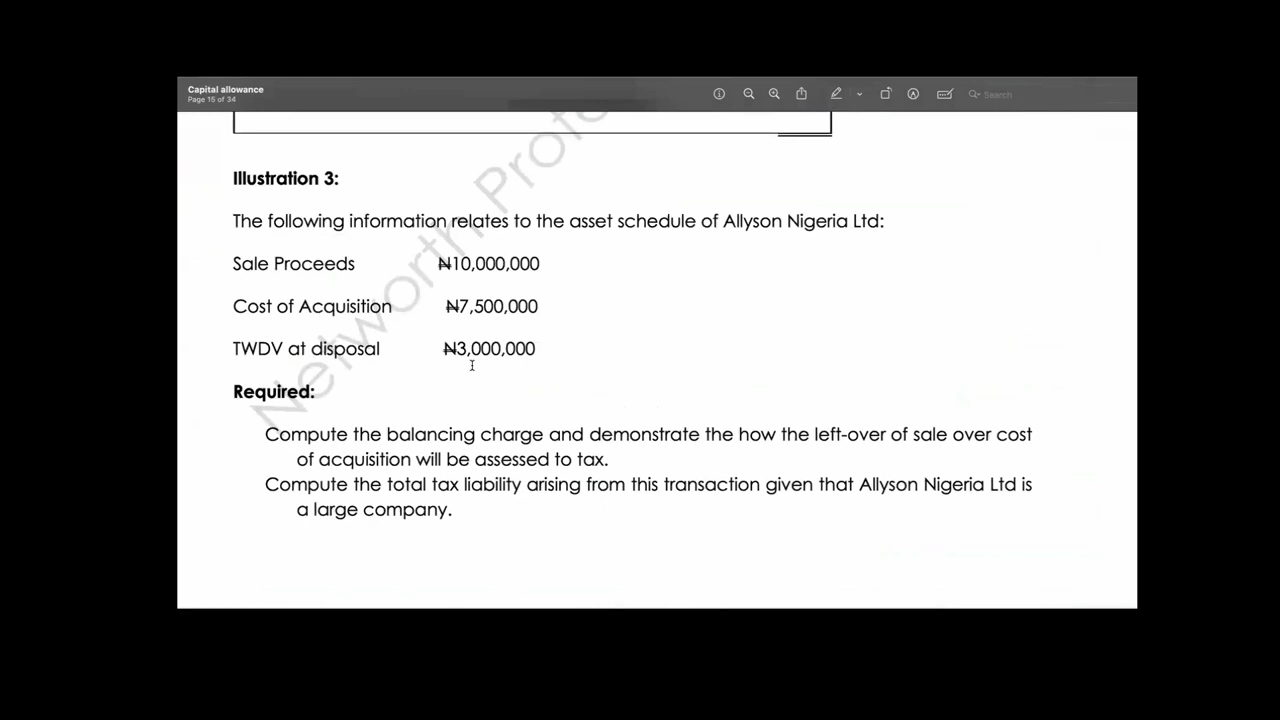 Capital allowance
Page 15 of 34
Search
Illustration 3:
The following information relates to the asset schedule of Allyson Nigeria Ltd:
Sale Proceeds ₦10,000,000
Cost of Acquisition ₦7,500,000
TWDV at disposal ₦3,000,000
Required:
Compute the balancing charge and demonstrate the how the left-over of sale over cost
of acquisition will be assessed to tax.
Compute the total tax liability arising from this transaction given that Allyson Nigeria Ltd is
a large company.
Networth